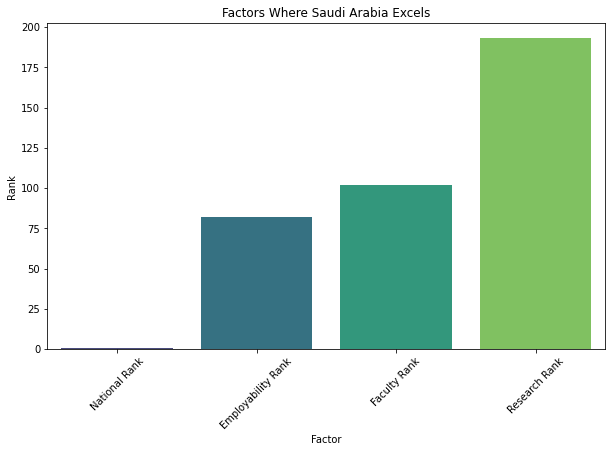 Factors Where Saudi Arabia Excels
200
175
150
125
100
75
50
25
0
Rank
National Rank
Employability Rank
Faculty Rank
Research Rank
Factor